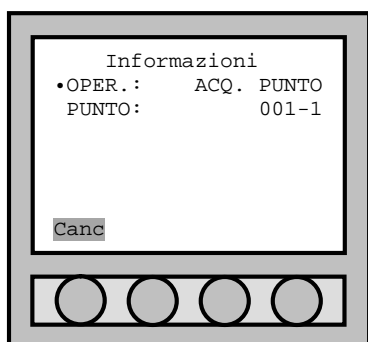 Informazioni
•OPER.: ACQ. PUNTO
PUNTO: 001-1
Canc